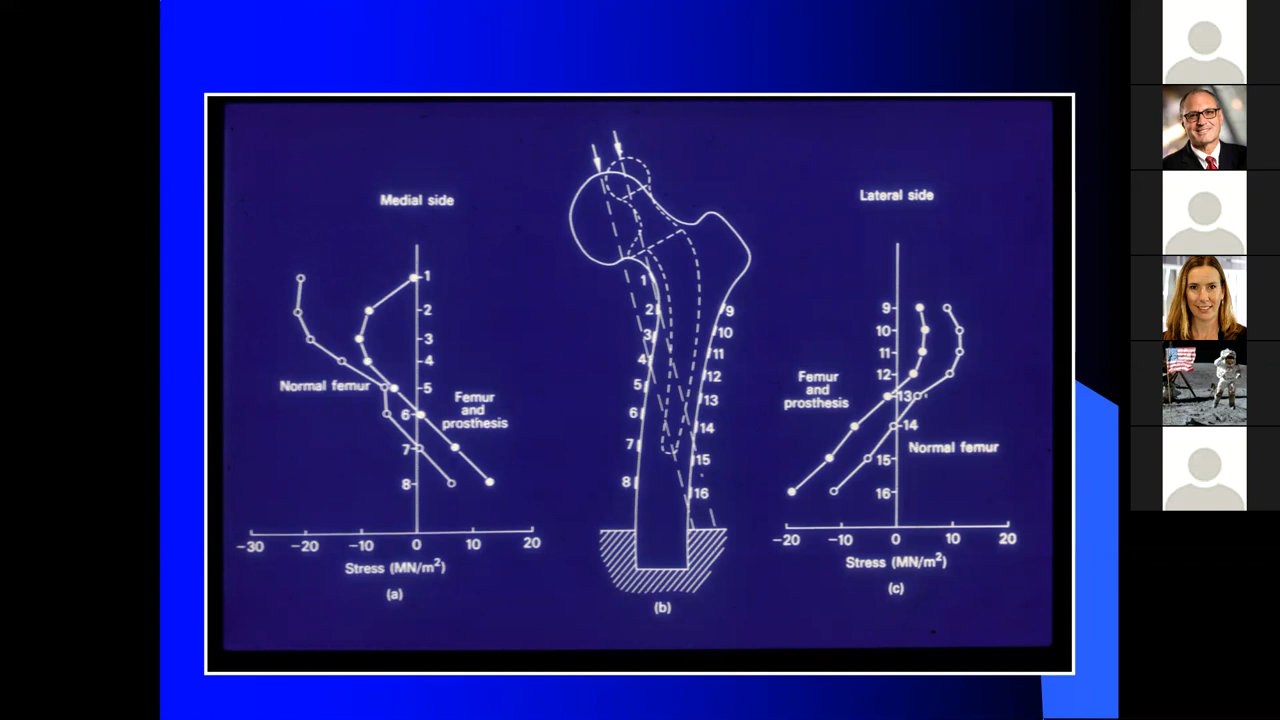 Medial side
1
2
3
4
5
6
7
8
Normal femur
Femur
and
prosthesis
−30 −20 −10 0 10 20
Stress (MN/m²)
(a)
1
2
3
4
5
6
7
8
9
10
11
12
13
14
15
16
(b)
Lateral side
9
10
11
12
13
14
15
16
Femur
and
prosthesis
Normal femur
−20 −10 0 10 20
Stress (MN/m²)
(c)